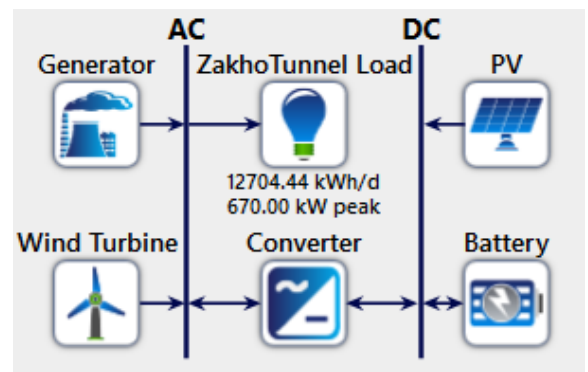 AC DC
Generator ZakhoTunnel Load PV
12704.44 kWh/d
670.00 kW peak
Wind Turbine Converter Battery